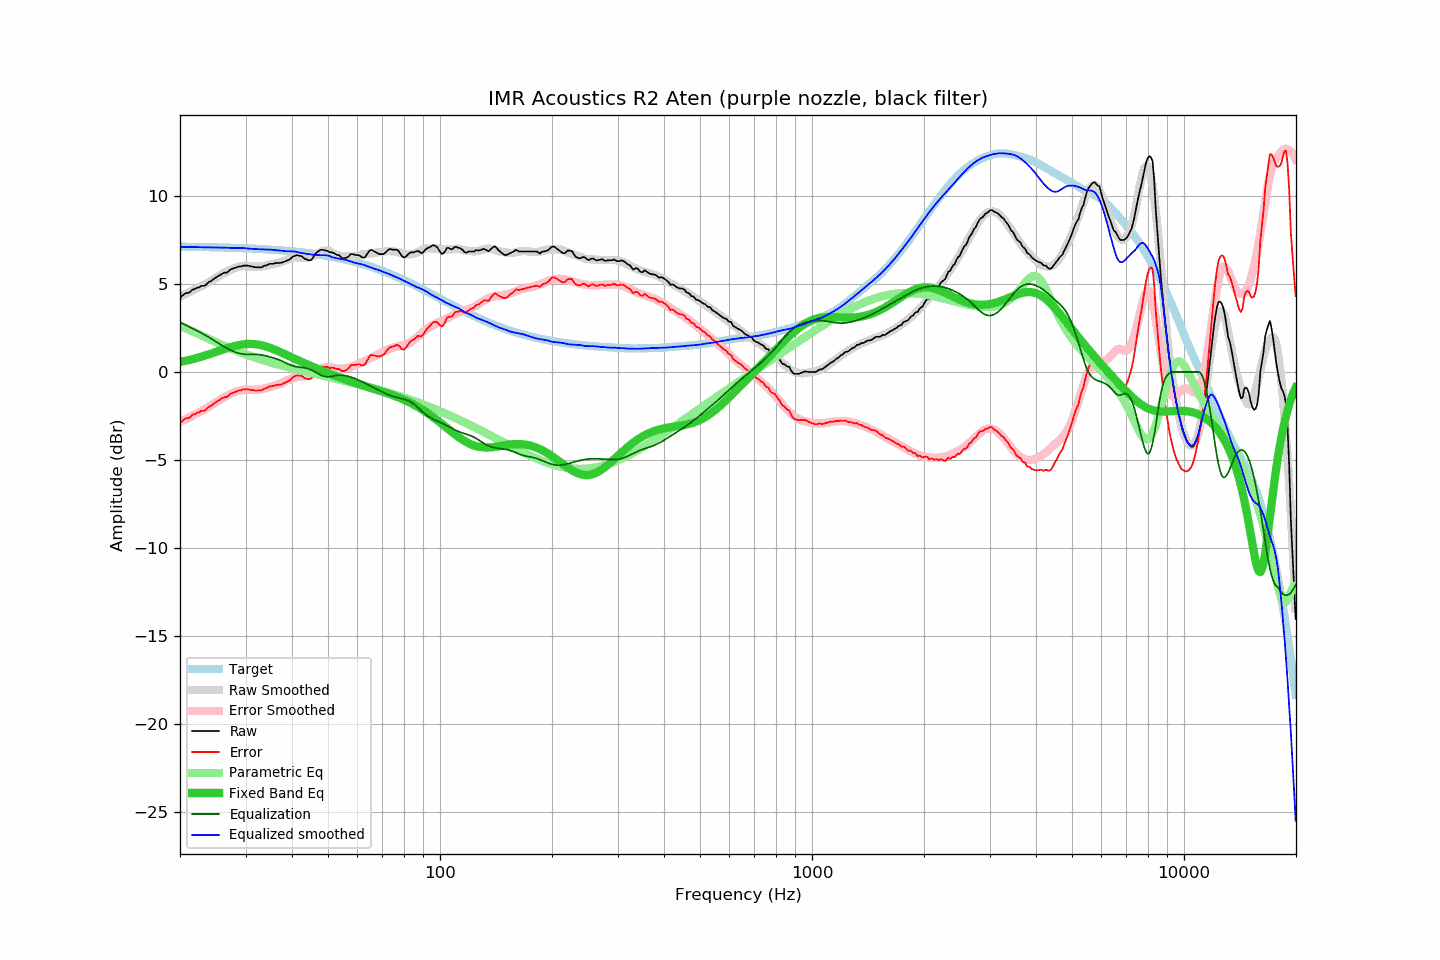 IMR Acoustics R2 Aten (purple nozzle, black filter)
Amplitude (dBr)
10
5
0
−5
−10
−15
−20
−25
Target
Raw Smoothed
Error Smoothed
Raw
Error
Parametric Eq
Fixed Band Eq
Equalization
Equalized smoothed
100 1000 10000
Frequency (Hz)